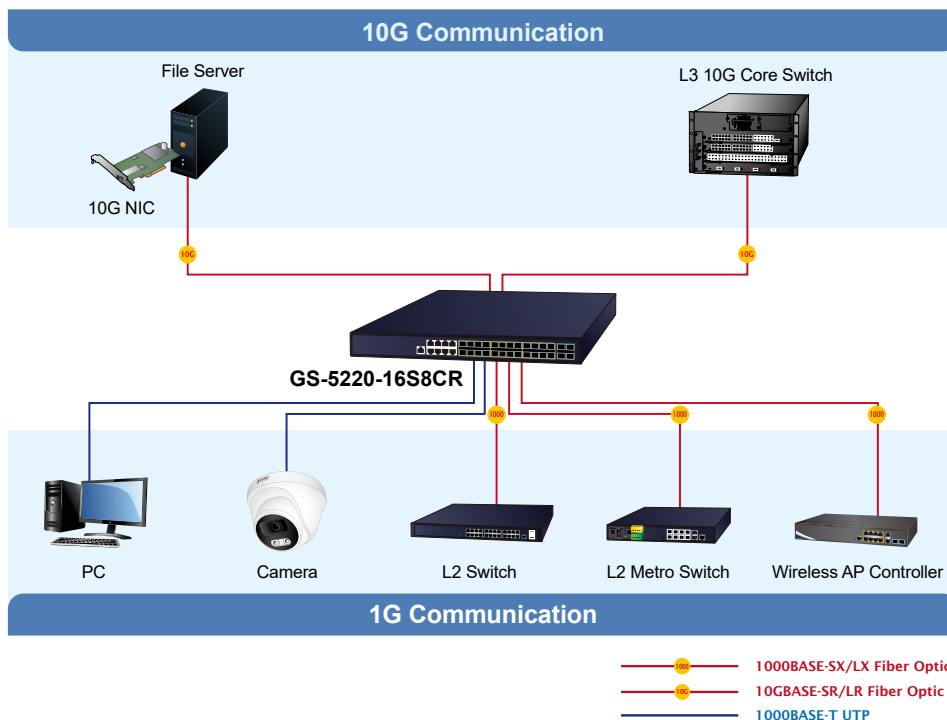 10G Communication
File Server
L3 10G Core Switch
10G NIC
10G
10G
GS-5220-16S8CR
1000
1000
1000
PC
Camera
L2 Switch
L2 Metro Switch
Wireless AP Controller
1G Communication
1000 1000BASE-SX/LX Fiber Optic
10G 10GBASE-SR/LR Fiber Optic
1000BASE-T UTP